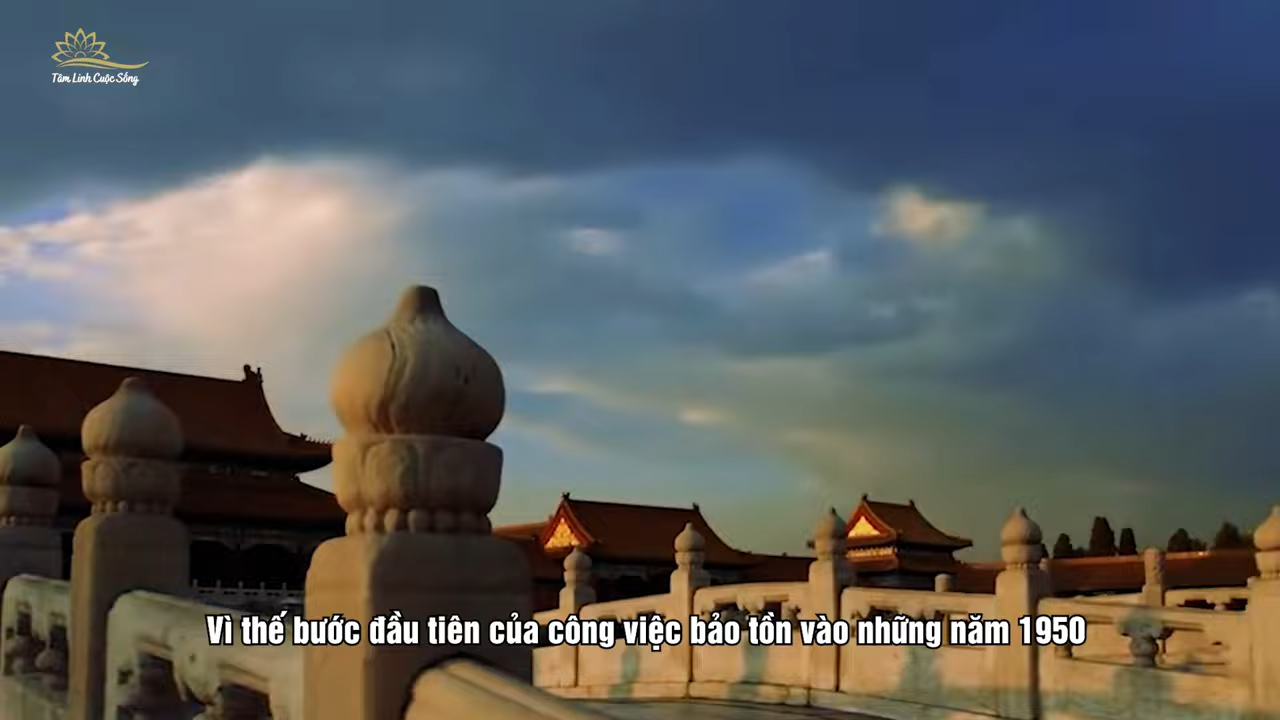 Tâm Linh Cuộc Sống
Vì thế bước đầu tiên của công việc bảo tồn vào những năm 1950